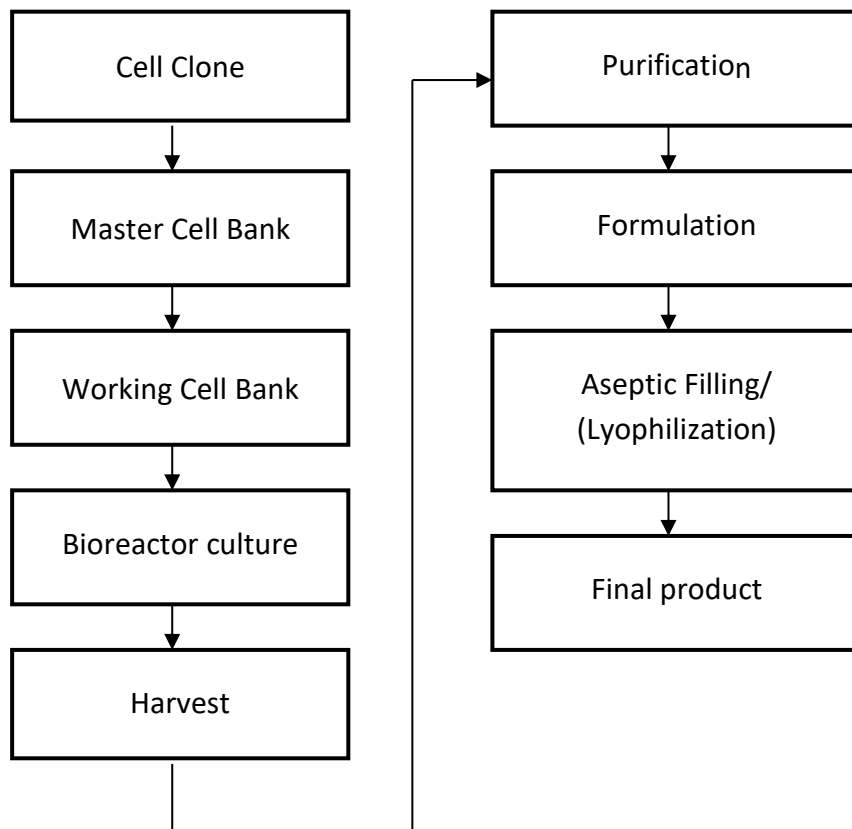 Cell Clone
Master Cell Bank
Working Cell Bank
Bioreactor culture
Harvest
Purification
Formulation
Aseptic Filling/
(Lyophilization)
Final product